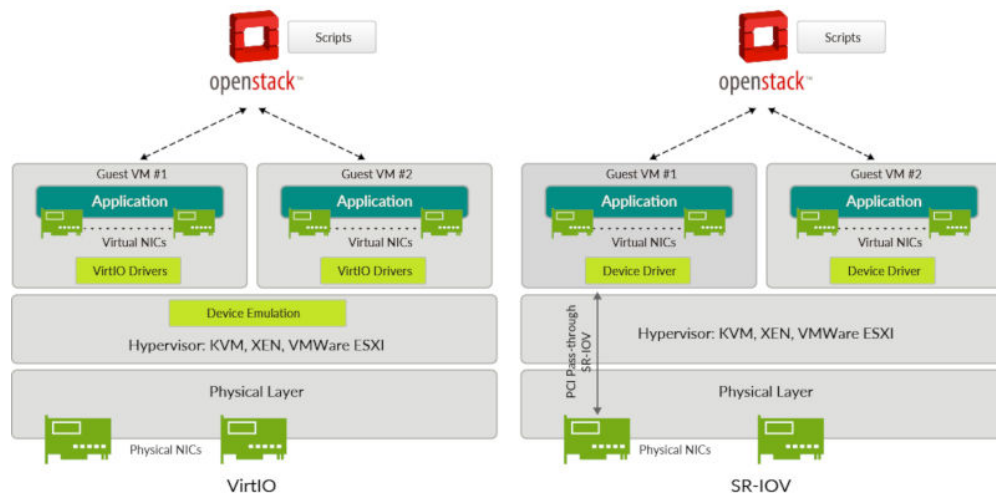 Scripts
openstack™
Guest VM #1
Application
Virtual NICs
VirtIO Drivers
Guest VM #2
Application
Virtual NICs
VirtIO Drivers
Device Emulation
Hypervisor: KVM, XEN, VMWare ESXI
Physical Layer
Physical NICs
VirtIO
Scripts
openstack™
Guest VM #1
Application
Virtual NICs
Device Driver
Guest VM #2
Application
Virtual NICs
Device Driver
PCI Pass-through
SR-IOV
Hypervisor: KVM, XEN, VMWare ESXI
Physical Layer
Physical NICs
SR-IOV